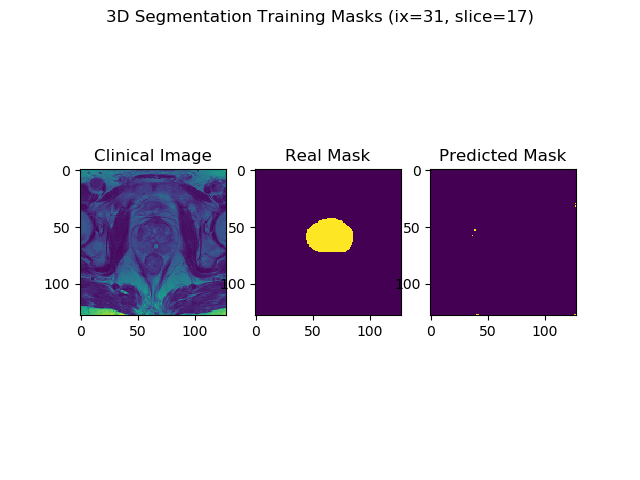 3D Segmentation Training Masks (ix=31, slice=17)
Clinical Image Real Mask Predicted Mask
0 0 0
50 50 50
100 100 100
0 50 100 0 50 100 0 50 100